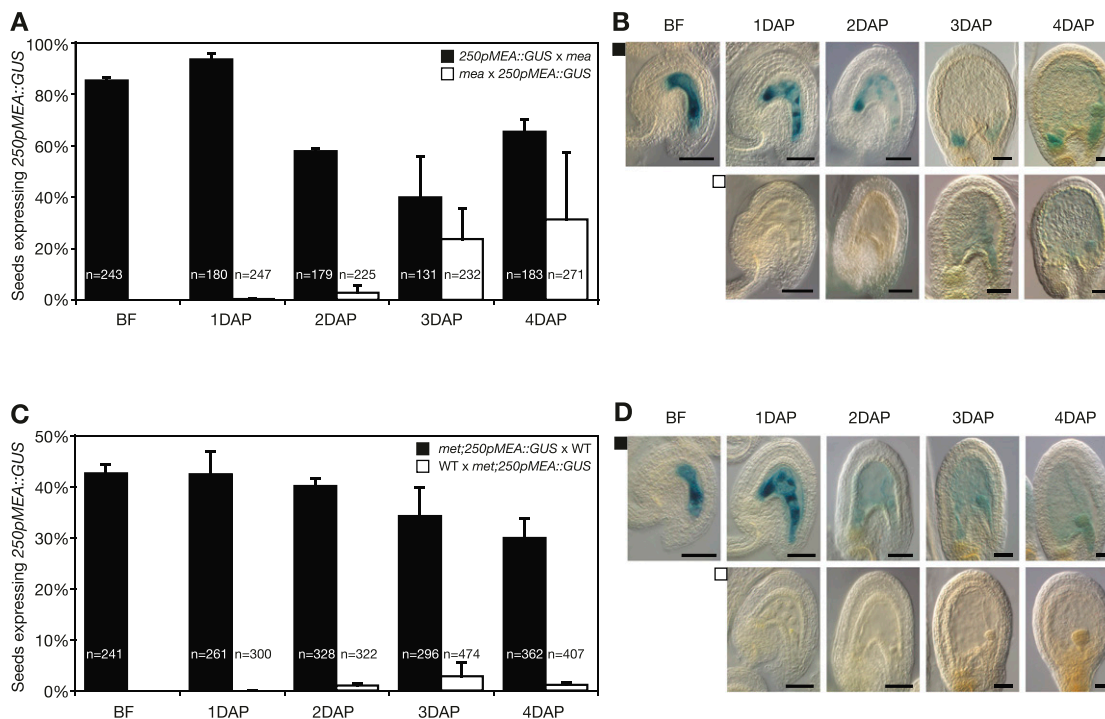 A
Seeds expressing 250pMEA::GUS
100%
80%
60%
40%
20%
0%
250pMEA::GUS x mea
mea x 250pMEA::GUS
n=243
n=180
n=247
n=179
n=225
n=131
n=232
n=183
n=271
BF
1DAP
2DAP
3DAP
4DAP
B
BF
1DAP
2DAP
3DAP
4DAP
C
Seeds expressing 250pMEA::GUS
50%
40%
30%
20%
10%
0%
met;250pMEA::GUS x WT
WT x met;250pMEA::GUS
n=241
n=261
n=300
n=328
n=322
n=296
n=474
n=362
n=407
BF
1DAP
2DAP
3DAP
4DAP
D
BF
1DAP
2DAP
3DAP
4DAP